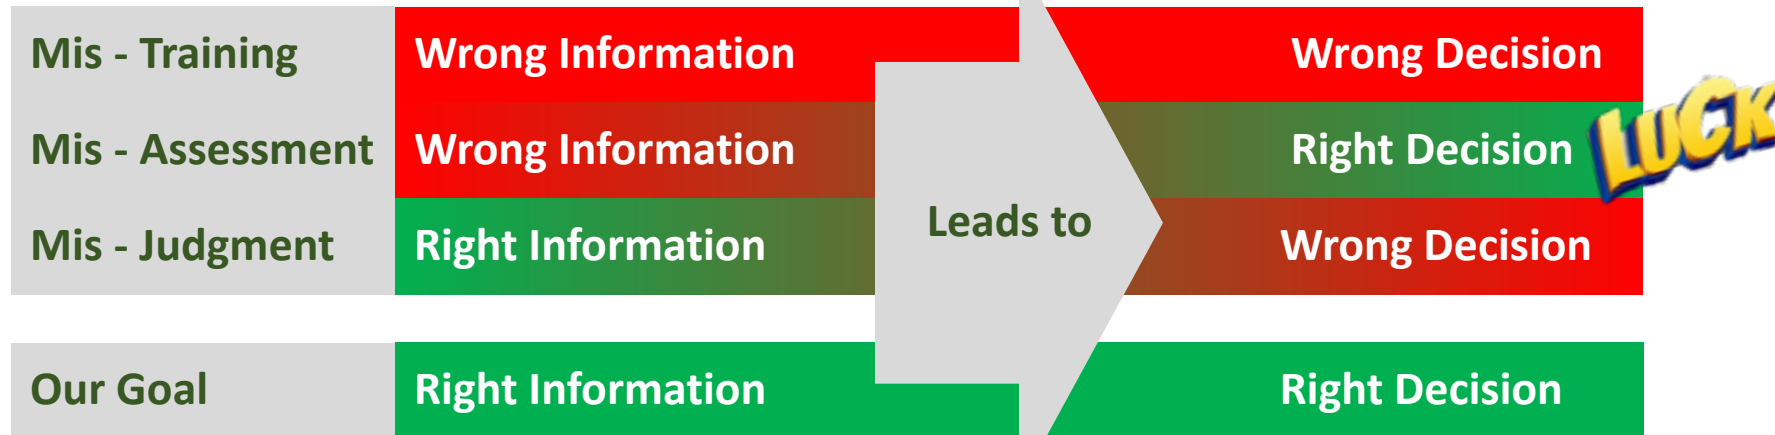 Mis - Training Wrong Information Wrong Decision
Mis - Assessment Wrong Information Right Decision LUCK
Mis - Judgment Right Information Leads to Wrong Decision
Our Goal Right Information Right Decision